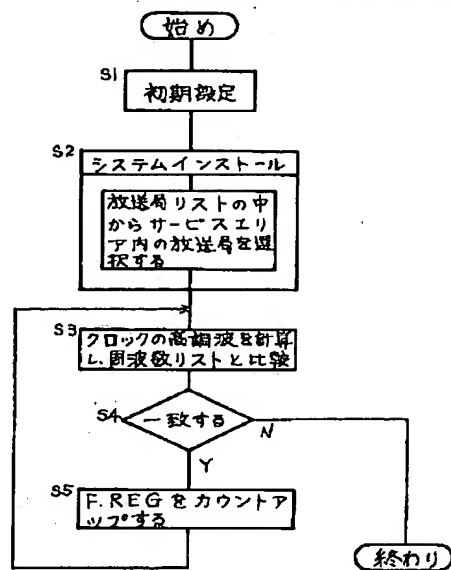 始め
S1
初期設定
S2
システムインストール
放送局リストの中
からサービスエリ
ア内の放送局を選
択する
S3
クロックの高調波を計算
し、周波数リストと比較
S4
一致する
N
Y
S5
F.REGをカウントア
ップする
終わり